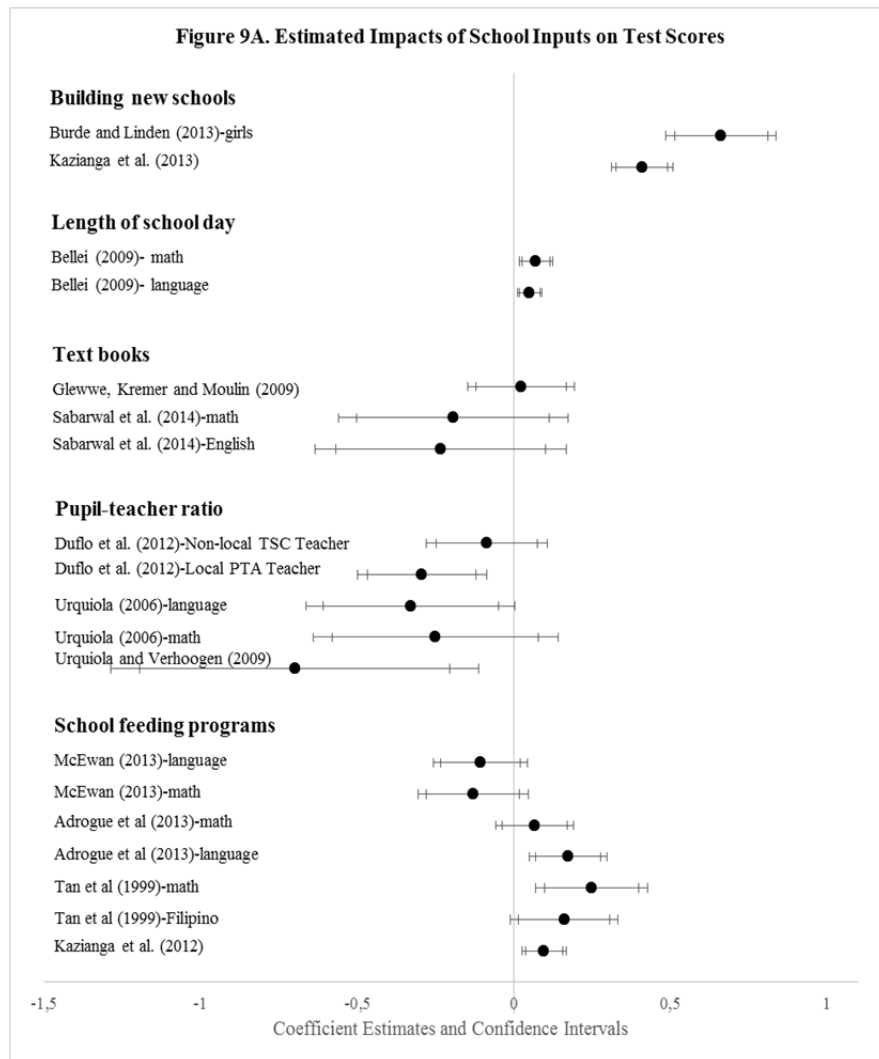 Figure 9A. Estimated Impacts of School Inputs on Test Scores
Building new schools
Burde and Linden (2013)-girls
Kazianga et al. (2013)
Length of school day
Bellei (2009)- math
Bellei (2009)- language
Text books
Glewwe, Kremer and Moulin (2009)
Sabarwal et al. (2014)-math
Sabarwal et al. (2014)-English
Pupil-teacher ratio
Duflo et al. (2012)-Non-local TSC Teacher
Duflo et al. (2012)-Local PTA Teacher
Urquiola (2006)-language
Urquiola (2006)-math
Urquiola and Verhoogen (2009)
School feeding programs
McEwan (2013)-language
McEwan (2013)-math
Adrogue et al (2013)-math
Adrogue et al (2013)-language
Tan et al (1999)-math
Tan et al (1999)-Filipino
Kazianga et al. (2012)
-1,5 -1 -0,5 0 0,5 1
Coefficient Estimates and Confidence Intervals